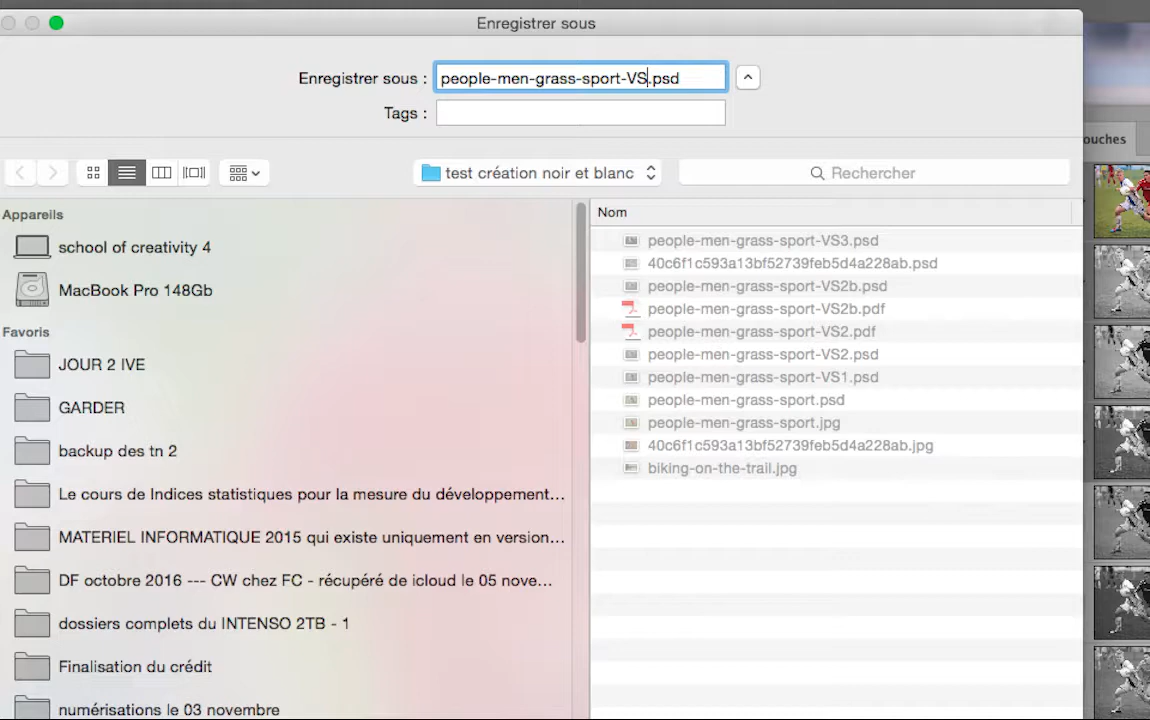 Enregistrer sous
Enregistrer sous : people-men-grass-sport-VS.psd
Tags :
test création noir et blanc
Rechercher
ouches
Appareils
school of creativity 4
MacBook Pro 148Gb
Favoris
JOUR 2 IVE
GARDER
backup des tn 2
Le cours de Indices statistiques pour la mesure du développement...
MATERIEL INFORMATIQUE 2015 qui existe uniquement en version...
DF octobre 2016 --- CW chez FC - récupéré de icloud le 05 nove...
dossiers complets du INTENSO 2TB - 1
Finalisation du crédit
numérisations le 03 novembre
Nom
people-men-grass-sport-VS3.psd
40c6f1c593a13bf52739feb5d4a228ab.psd
people-men-grass-sport-VS2b.psd
people-men-grass-sport-VS2b.pdf
people-men-grass-sport-VS2.pdf
people-men-grass-sport-VS2.psd
people-men-grass-sport-VS1.psd
people-men-grass-sport.psd
people-men-grass-sport.jpg
40c6f1c593a13bf52739feb5d4a228ab.jpg
biking-on-the-trail.jpg